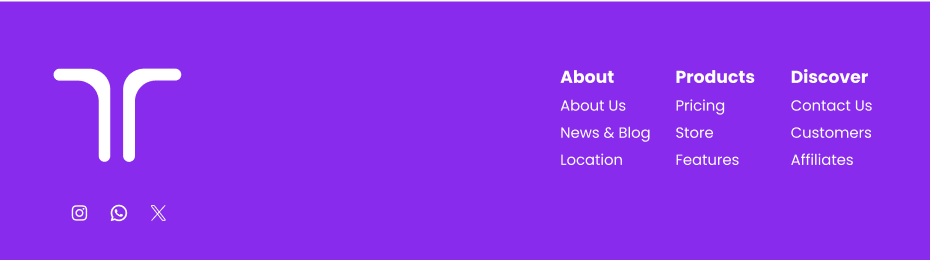 About
About Us
News & Blog
Location
Products
Pricing
Store
Features
Discover
Contact Us
Customers
Affiliates